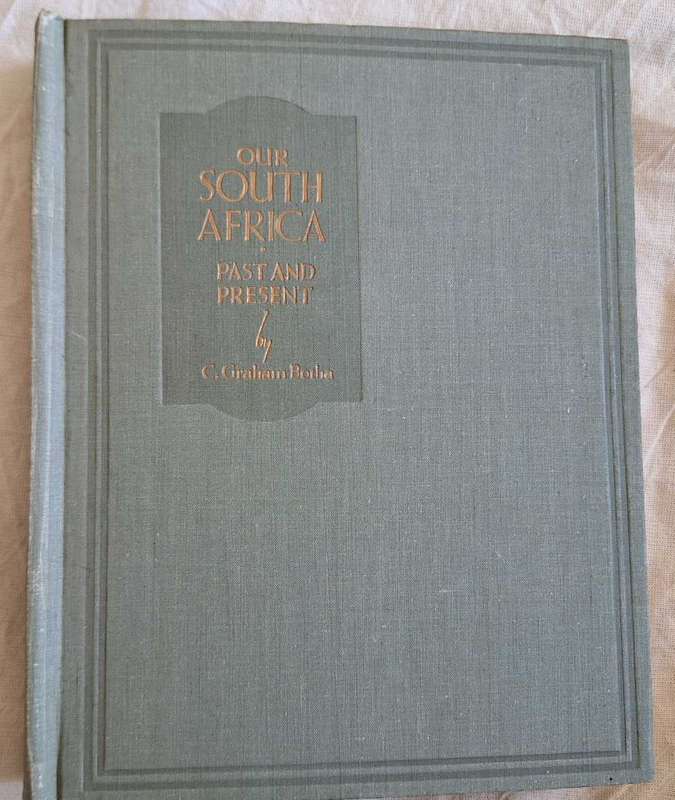 OUR
SOUTH
AFRICA
PAST AND
PRESENT
by
C. Graham Botha